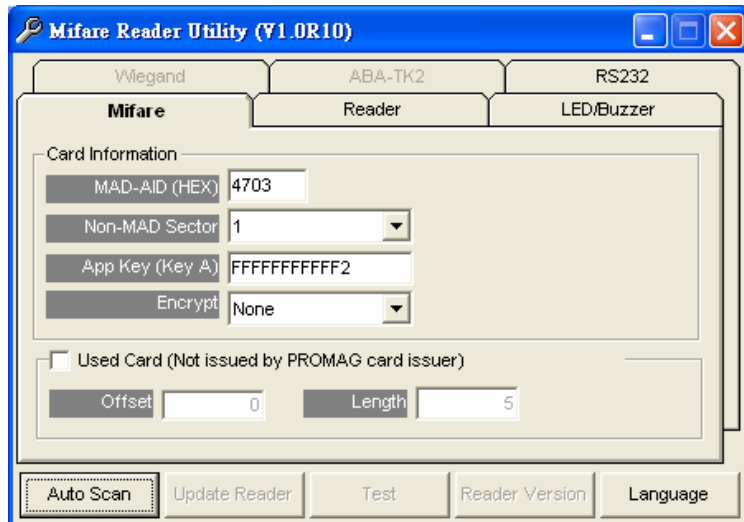 Mifare Reader Utility (V1.0R10)
Wiegand ABA-TK2 RS232
Mifare Reader LED/Buzzer
Card Information
MAD-AID (HEX) 4703
Non-MAD Sector 1
App Key (Key A) FFFFFFFFFFF2
Encrypt None
Used Card (Not issued by PROMAG card issuer)
Offset 0 Length 5
Auto Scan Update Reader Test Reader Version Language